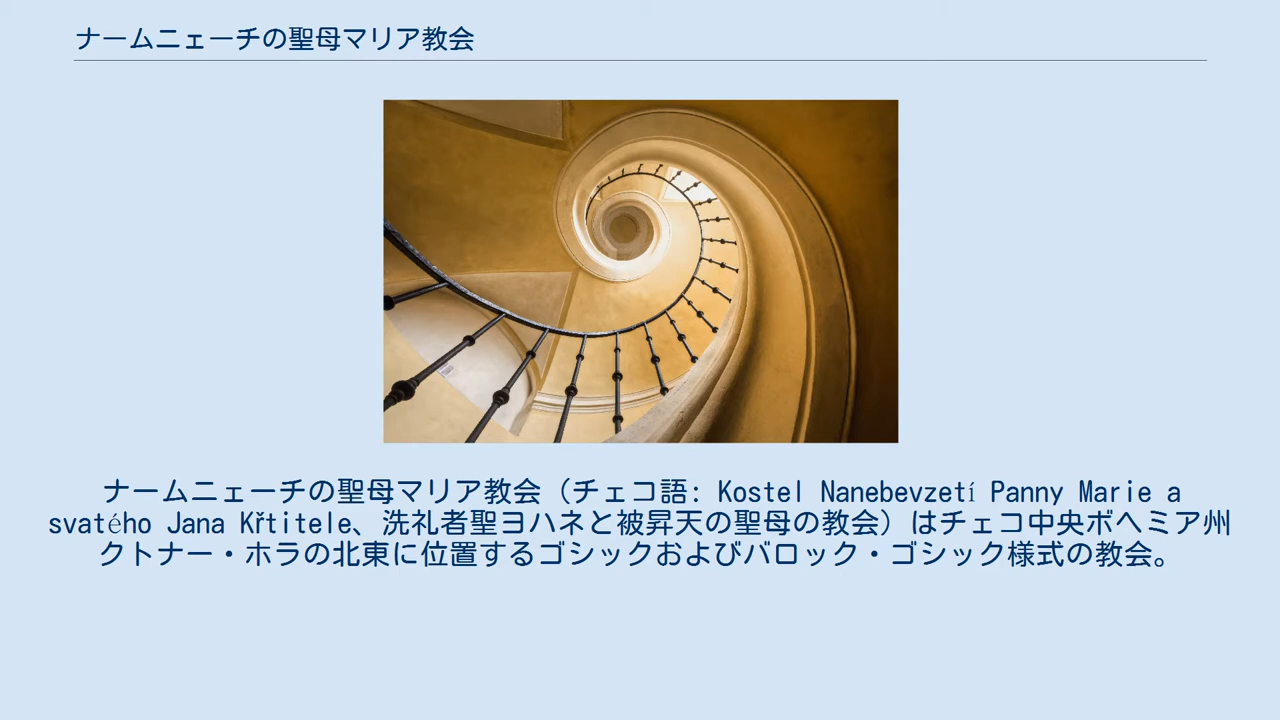 ナームニェーチの聖母マリア教会
ナームニェーチの聖母マリア教会（チェコ語: Kostel Nanebevzetí Panny Marie a
svatého Jana Křtitele、洗礼者聖ヨハネと被昇天の聖母の教会）はチェコ中央ボヘミア州
クトナー・ホラの北東に位置するゴシックおよびバロック・ゴシック様式の教会。